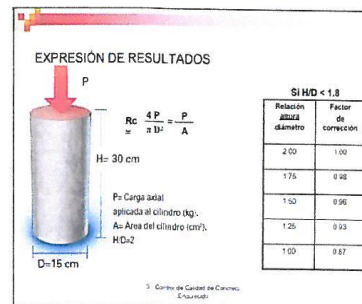 EXPRESIÓN DE RESULTADOS
P
Rc = 4 P / π D² = P / A
H= 30 cm
P= Carga axial
aplicada al cilindro (kg).
A= Área del cilindro (cm²).
H/D=2
D=15 cm
Si H/D < 1.8
Relación altura diámetro	Factor de corrección
2.00	1.00
1.75	0.98
1.50	0.96
1.25	0.93
1.00	0.87
Control de Calidad de Concreto